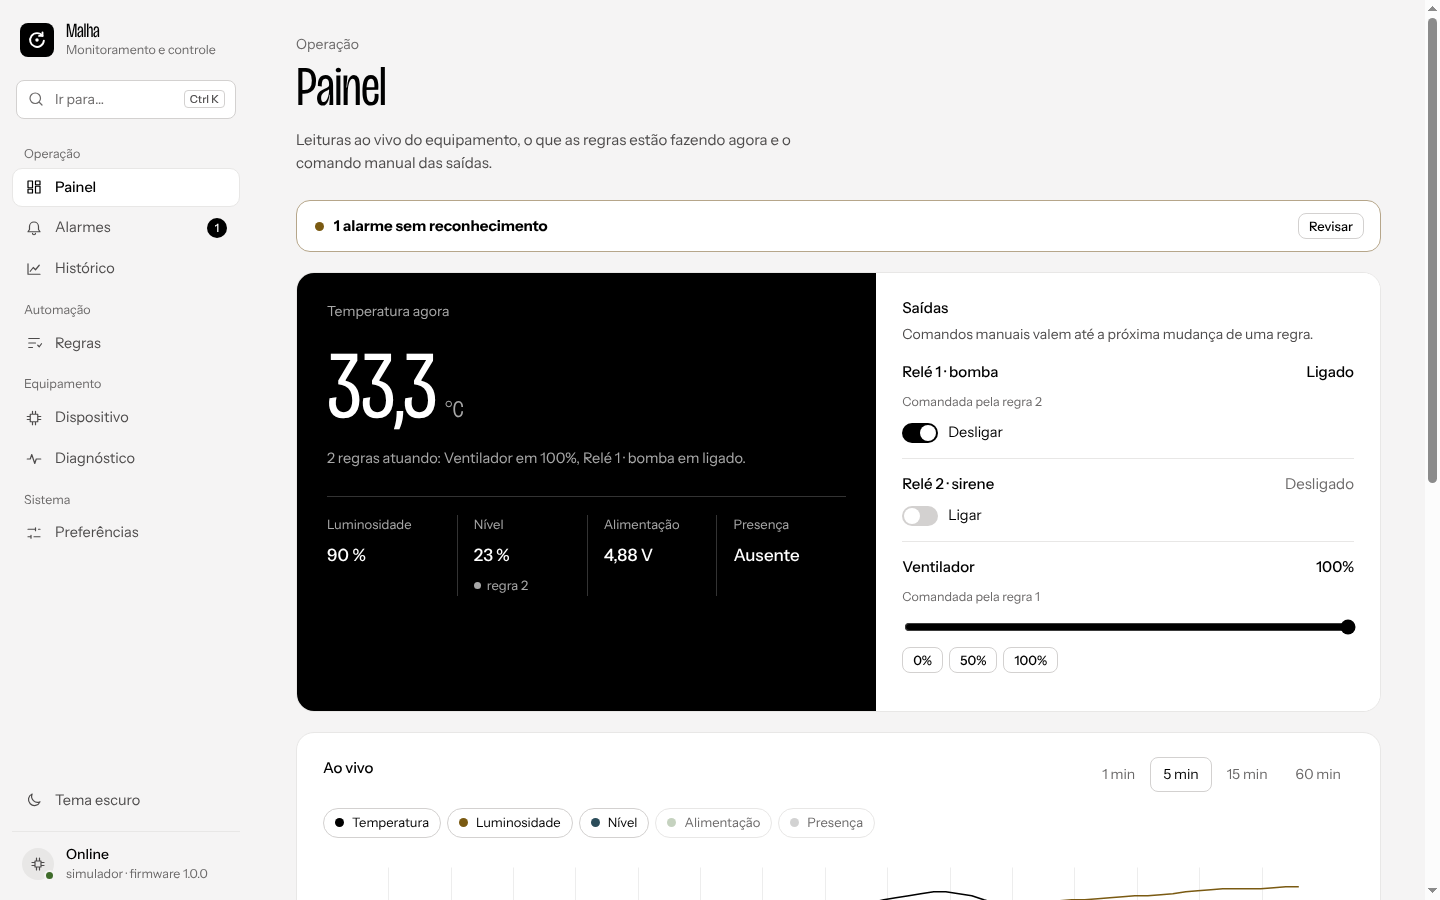 Malha
Monitoramento e controle
Ir para...
Ctrl K
Operação
Painel
Alarmes
1
Histórico
Automação
Regras
Equipamento
Dispositivo
Diagnóstico
Sistema
Preferências
Tema escuro
Online
simulador · firmware 1.0.0
Operação
Painel
Leituras ao vivo do equipamento, o que as regras estão fazendo agora e o
comando manual das saídas.
1 alarme sem reconhecimento
Revisar
Temperatura agora
33,3 °C
2 regras atuando: Ventilador em 100%, Relé 1 · bomba em ligado.
Luminosidade
90 %
Nível
23 %
regra 2
Alimentação
4,88 V
Presença
Ausente
Saídas
Comandos manuais valem até a próxima mudança de uma regra.
Relé 1 · bomba
Ligado
Comandada pela regra 2
Desligar
Relé 2 · sirene
Desligado
Ligar
Ventilador
100%
Comandada pela regra 1
0%
50%
100%
Ao vivo
1 min
5 min
15 min
60 min
Temperatura
Luminosidade
Nível
Alimentação
Presença